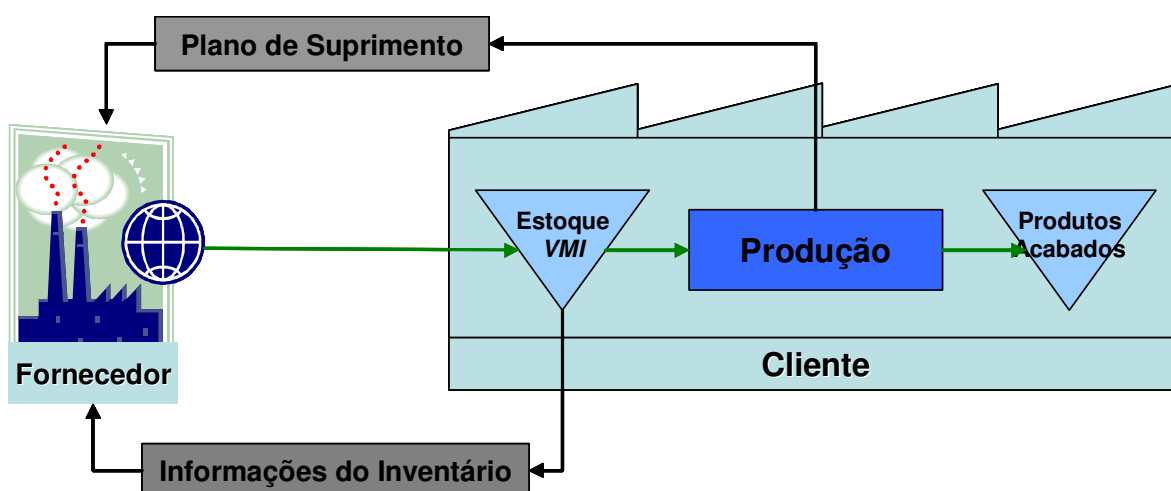 Plano de Suprimento
Estoque
VMI
Produção
Produtos
Acabados
Fornecedor
Cliente
Informações do Inventário